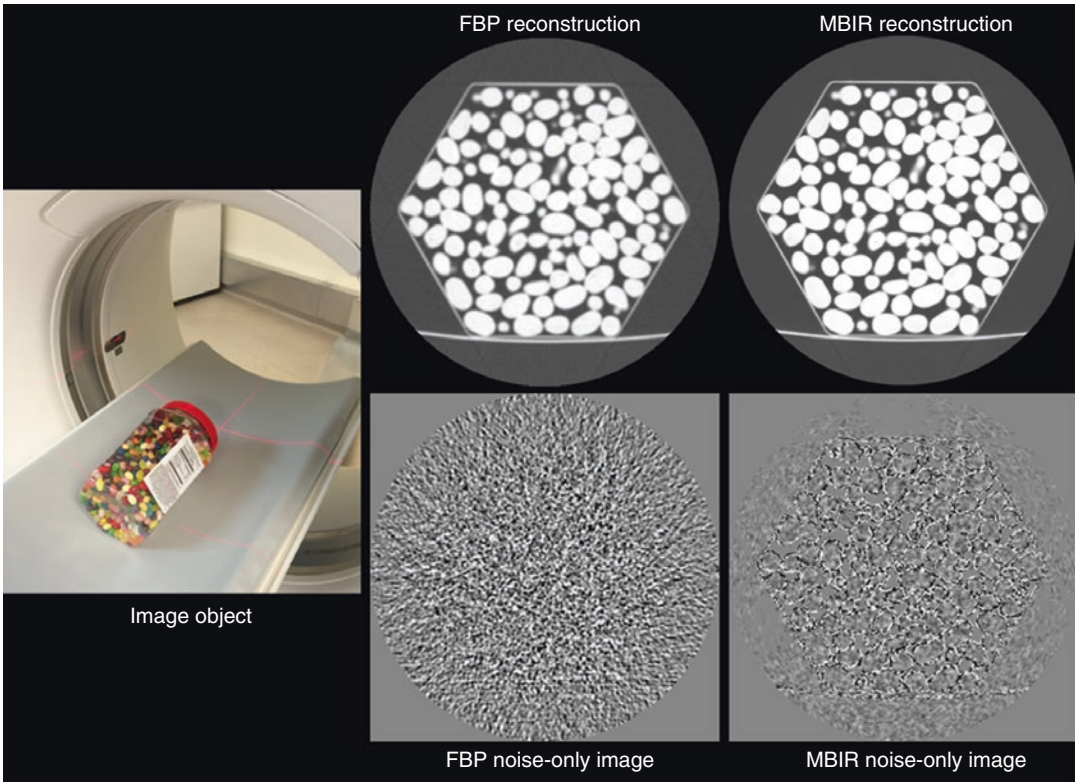 FBP reconstruction
MBIR reconstruction
Image object
FBP noise-only image
MBIR noise-only image